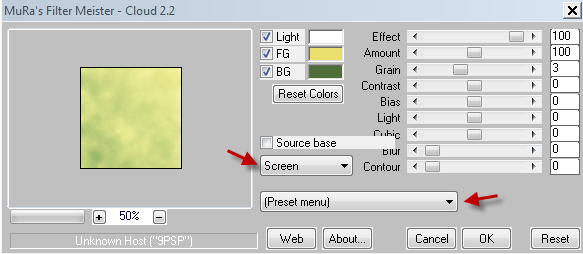 MuRa's Filter Meister - Cloud 2.2
Light
FG
BG
Reset Colors
Source base
Screen
(Preset menu)
Effect 100
Amount 100
Grain 3
Contrast 0
Bias 0
Light 0
Cubic 0
Blur 0
Contour 0
+ 50% -
Unknown Host ("9PSP")
Web
About...
Cancel
OK
Reset